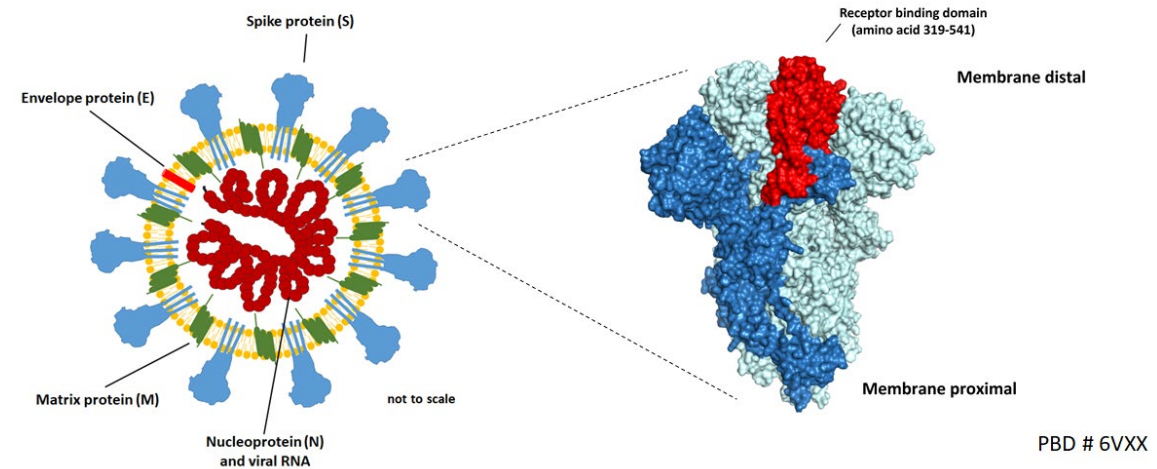 Spike protein (S)
Envelope protein (E)
Matrix protein (M)
Nucleoprotein (N)
and viral RNA
not to scale
Receptor binding domain
(amino acid 319-541)
Membrane distal
Membrane proximal
PBD # 6VXX